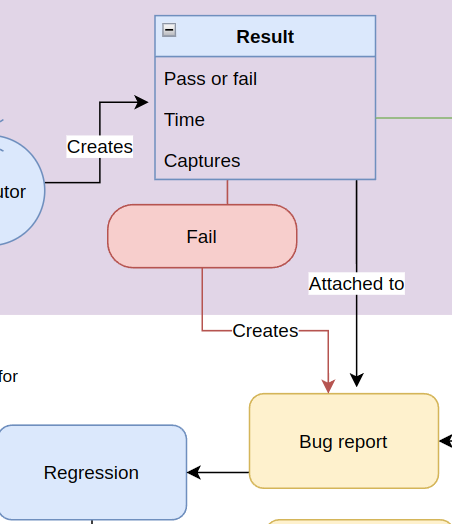 Result
Pass or fail
Time
Captures
Creates
utor
Fail
Attached to
Creates
for
Bug report
Regression